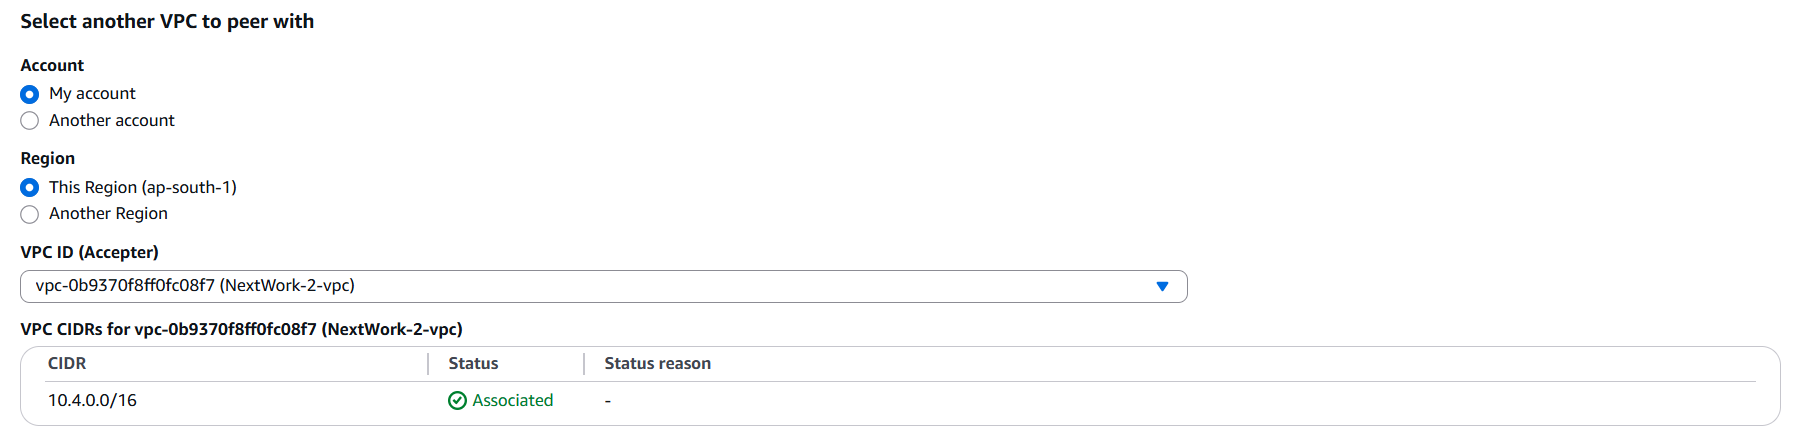 Select another VPC to peer with
Account
My account
Another account
Region
This Region (ap-south-1)
Another Region
VPC ID (Accepter)
vpc-0b9370f8ff0fc08f7 (NextWork-2-vpc)
VPC CIDRs for vpc-0b9370f8ff0fc08f7 (NextWork-2-vpc)
CIDR Status Status reason
10.4.0.0/16 Associated -